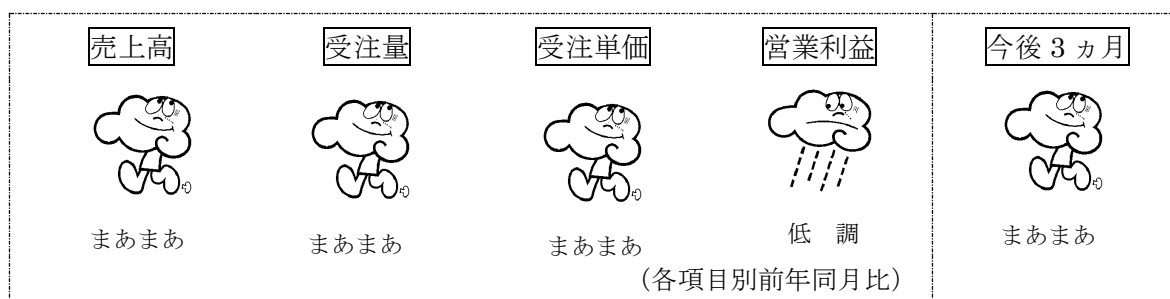 売上高 受注量 受注単価 営業利益 今後3ヵ月
まあまあ まあまあ まあまあ 低 調 まあまあ
（各項目別前年同月比）